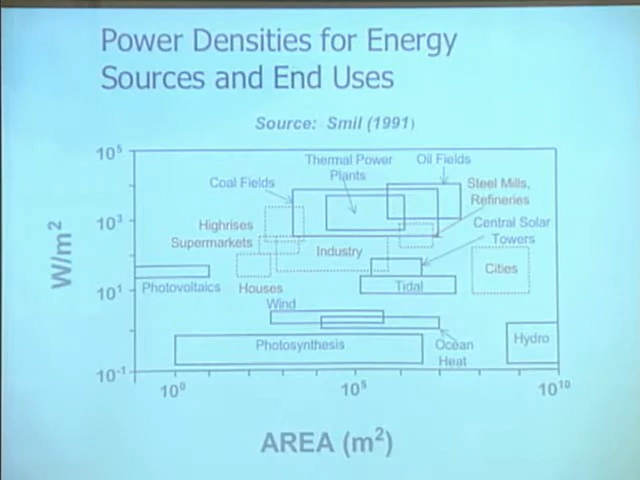 Power Densities for Energy
Sources and End Uses
Source: Smil (1991)
10⁵
Thermal Power
Plants
Oil Fields
Coal Fields
Steel Mills,
Refineries
10³
Highrises
Supermarkets
Central Solar
Towers
Industry
W/m²
Cities
10¹
Photovoltaics
Houses
Tidal
Wind
Photosynthesis
Ocean
Heat
Hydro
10⁻¹
10⁰
10⁵
10¹⁰
AREA (m²)